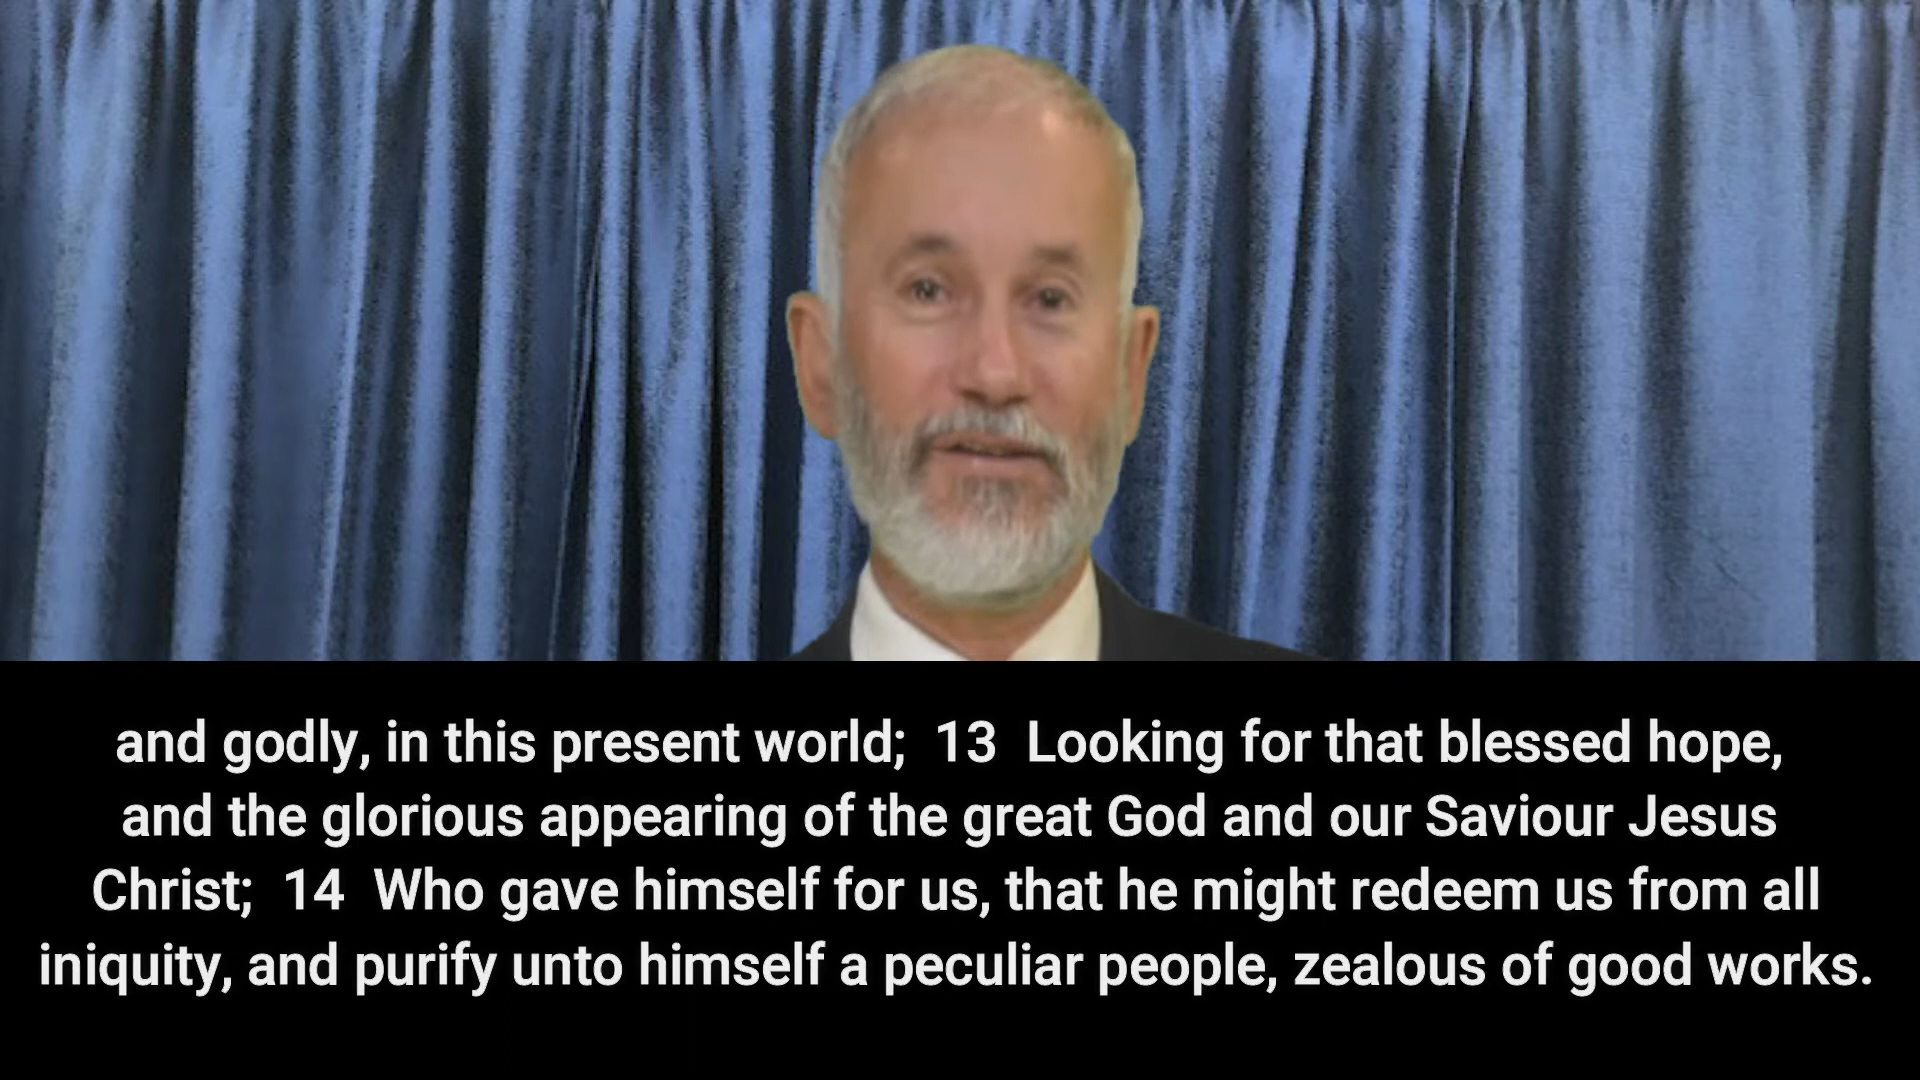 and godly, in this present world;  13  Looking for that blessed hope,
and the glorious appearing of the great God and our Saviour Jesus
Christ;  14  Who gave himself for us, that he might redeem us from all
iniquity, and purify unto himself a peculiar people, zealous of good works.